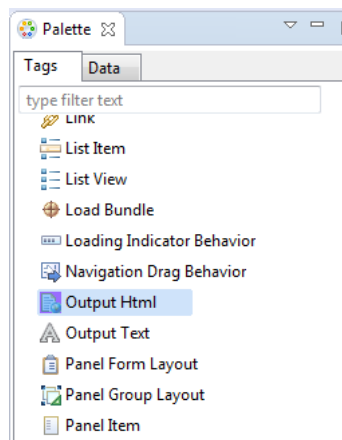 Palette
Tags Data
type filter text
Link
List Item
List View
Load Bundle
Loading Indicator Behavior
Navigation Drag Behavior
Output Html
Output Text
Panel Form Layout
Panel Group Layout
Panel Item